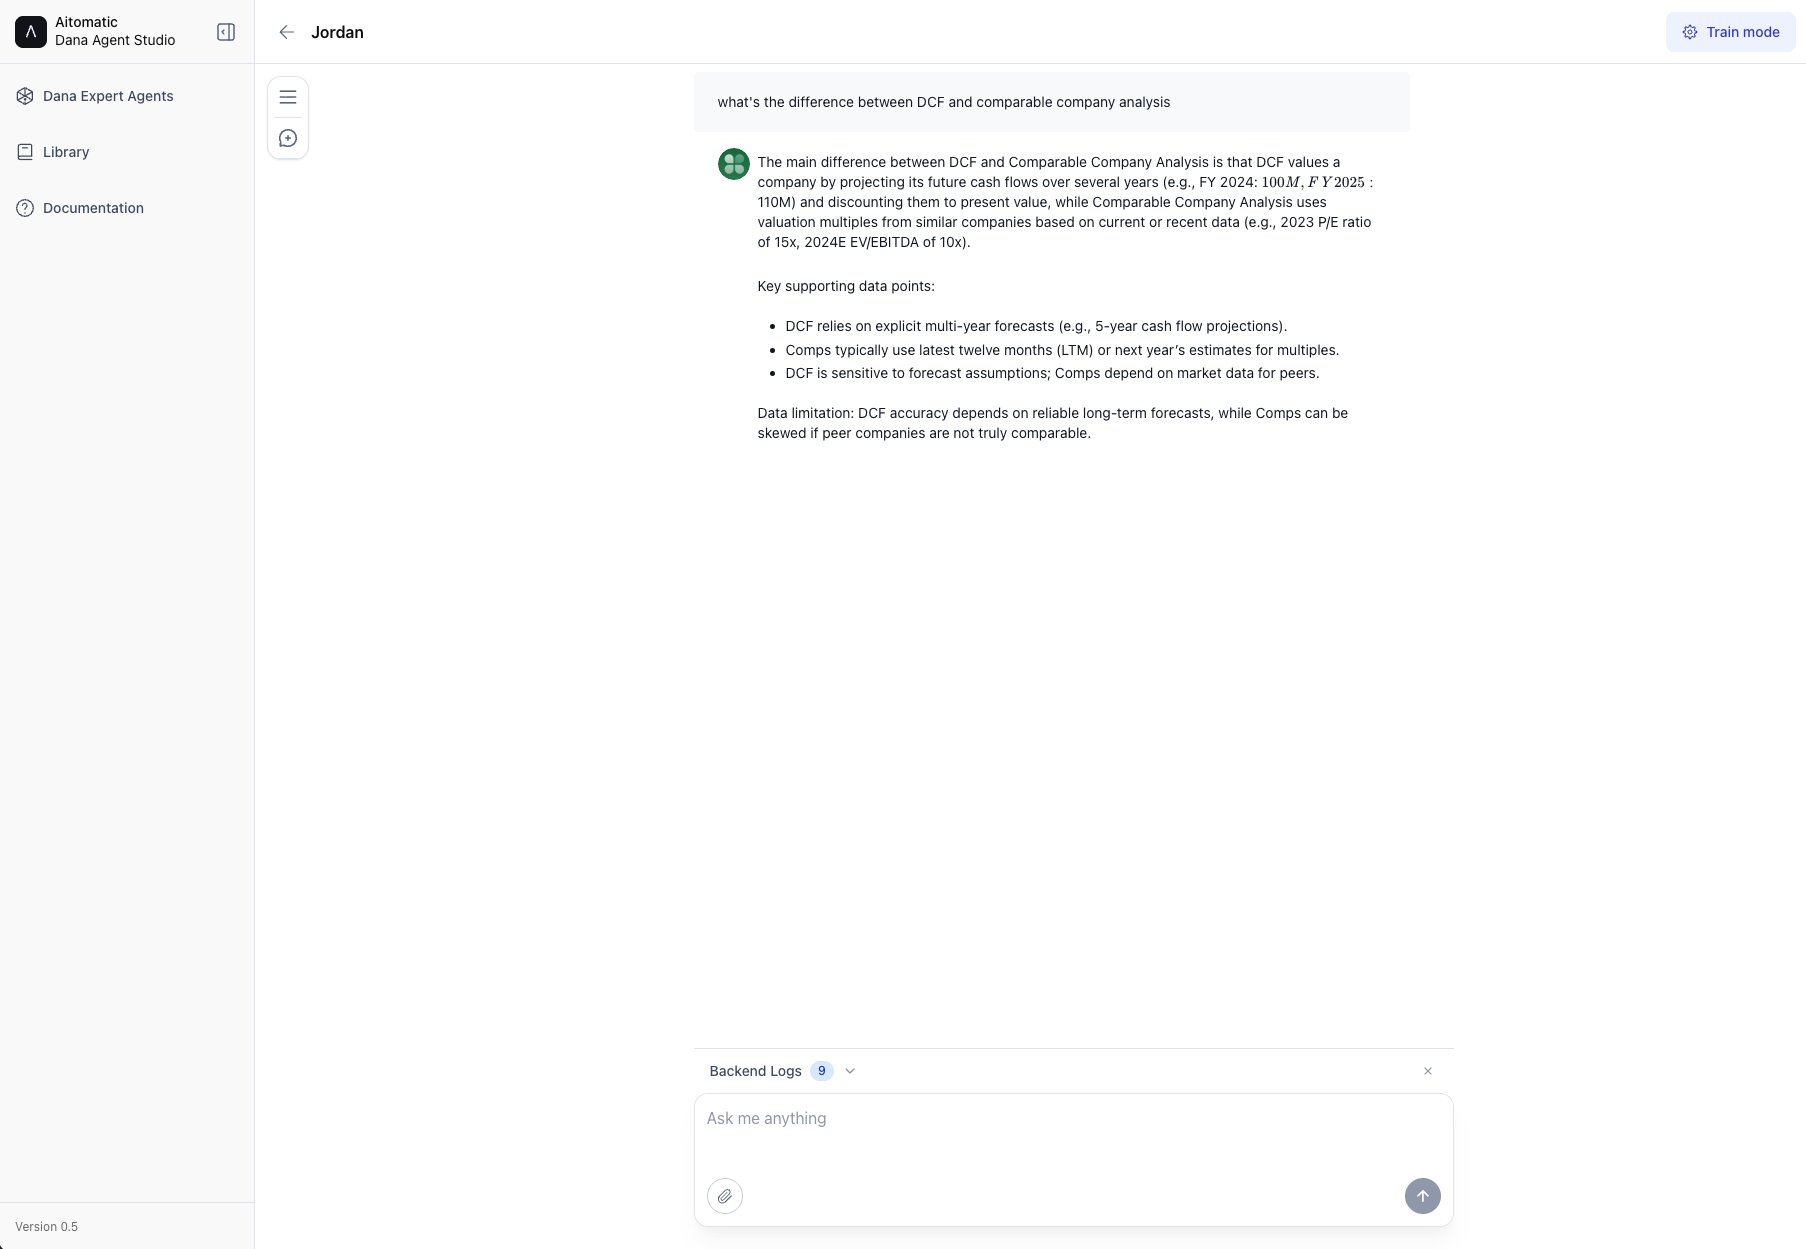 Aitomatic
Dana Agent Studio
Dana Expert Agents
Library
Documentation
Version 0.5
Jordan
Train mode
what's the difference between DCF and comparable company analysis
The main difference between DCF and Comparable Company Analysis is that DCF values a
company by projecting its future cash flows over several years (e.g., FY 2024: 100M, FY2025 :
110M) and discounting them to present value, while Comparable Company Analysis uses
valuation multiples from similar companies based on current or recent data (e.g., 2023 P/E ratio
of 15x, 2024E EV/EBITDA of 10x).
Key supporting data points:
• DCF relies on explicit multi-year forecasts (e.g., 5-year cash flow projections).
• Comps typically use latest twelve months (LTM) or next year’s estimates for multiples.
• DCF is sensitive to forecast assumptions; Comps depend on market data for peers.
Data limitation: DCF accuracy depends on reliable long-term forecasts, while Comps can be
skewed if peer companies are not truly comparable.
Backend Logs 9
Ask me anything